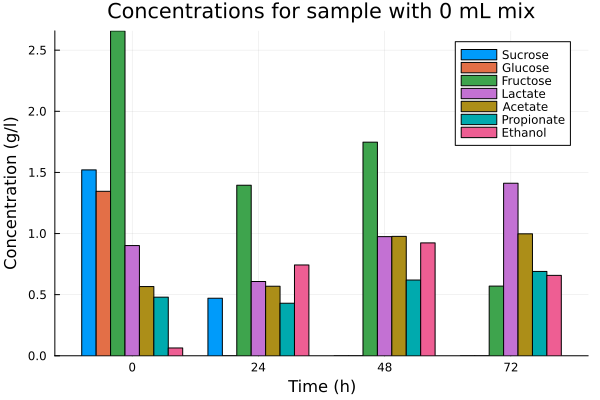 Concentrations for sample with 0 mL mix
Concentration (g/l)
2.5
2.0
1.5
1.0
0.5
0.0
Sucrose
Glucose
Fructose
Lactate
Acetate
Propionate
Ethanol
0 24 48 72
Time (h)